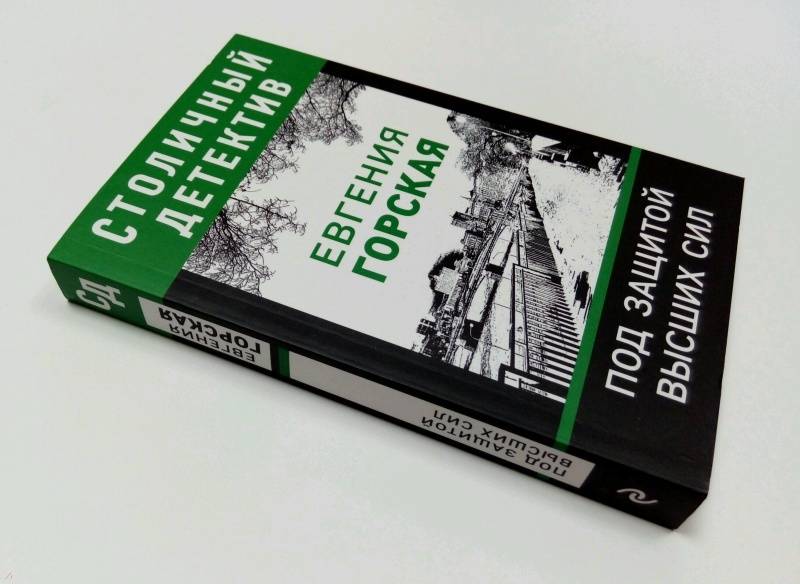 СТОЛИЧНЫЙ
ДЕТЕКТИВ
ЕВГЕНИЯ
ГОРСКАЯ
ПОД ЗАЩИТОЙ
ВЫСШИХ СИЛ
СД
ЕВГЕНИЯ
ГОРСКАЯ
ПОД ЗАЩИТОЙ
ВЫСШИХ СИЛ